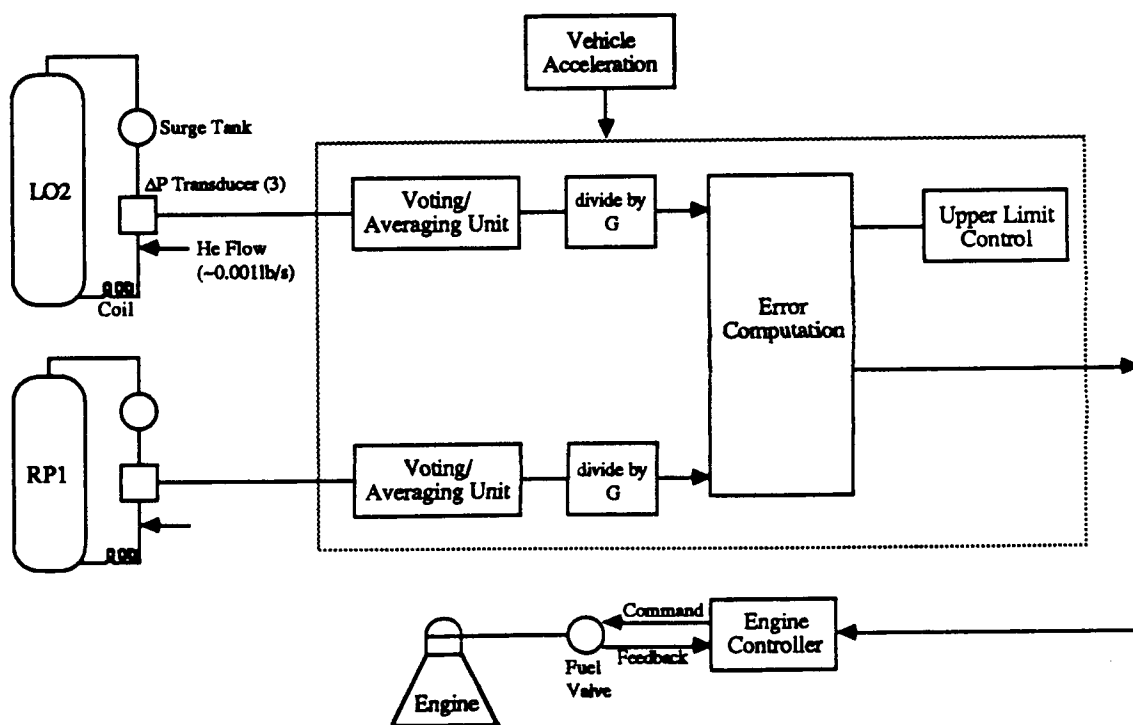 Vehicle
Acceleration
Surge Tank
LO2
ΔP Transducer (3)
Voting/
Averaging Unit
divide by
G
Upper Limit
Control
He Flow
(~0.001lb/s)
Coil
Error
Computation
RP1
Voting/
Averaging Unit
divide by
G
Command
Engine
Controller
Feedback
Fuel
Valve
Engine